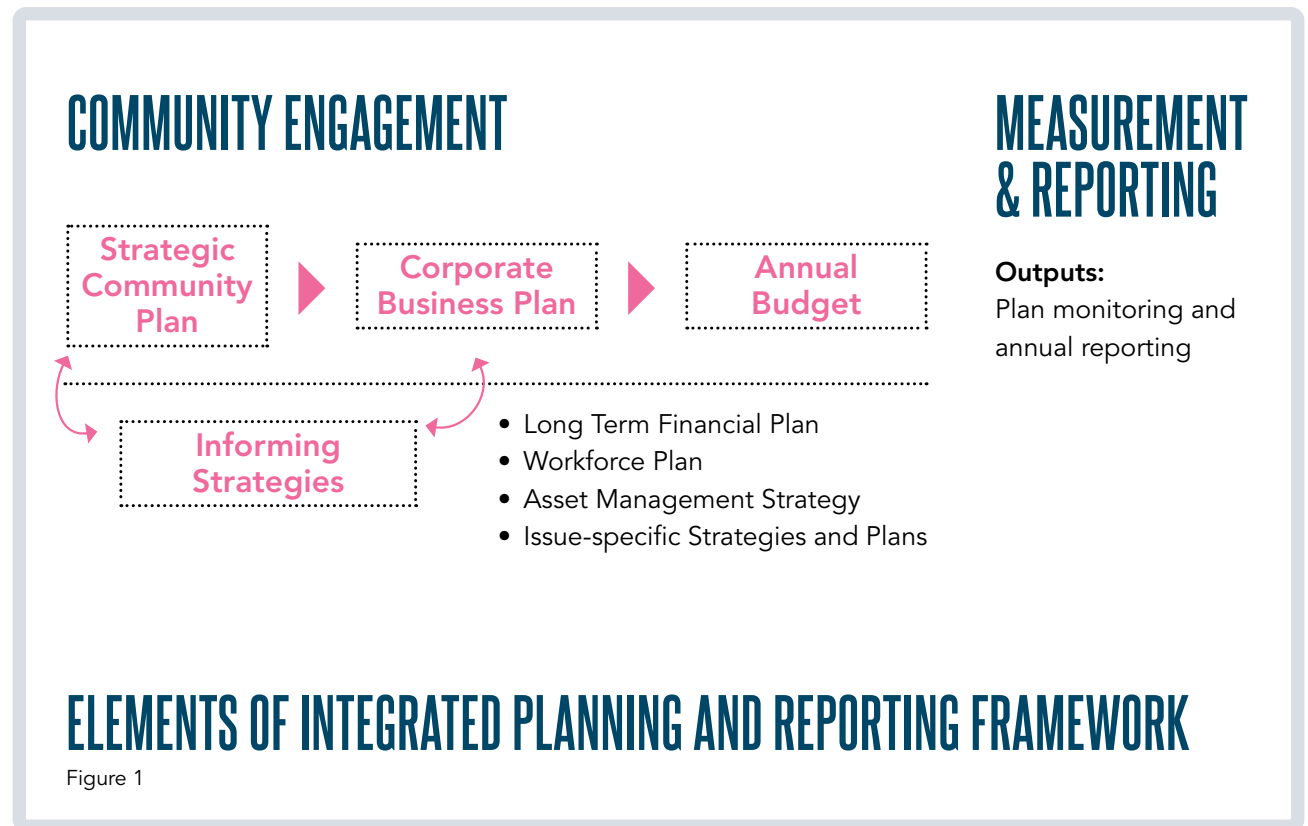 COMMUNITY ENGAGEMENT
Strategic
Community
Plan
Corporate
Business Plan
Annual
Budget
Informing
Strategies
• Long Term Financial Plan
• Workforce Plan
• Asset Management Strategy
• Issue-specific Strategies and Plans
MEASUREMENT
& REPORTING
Outputs:
Plan monitoring and
annual reporting
ELEMENTS OF INTEGRATED PLANNING AND REPORTING FRAMEWORK
Figure 1